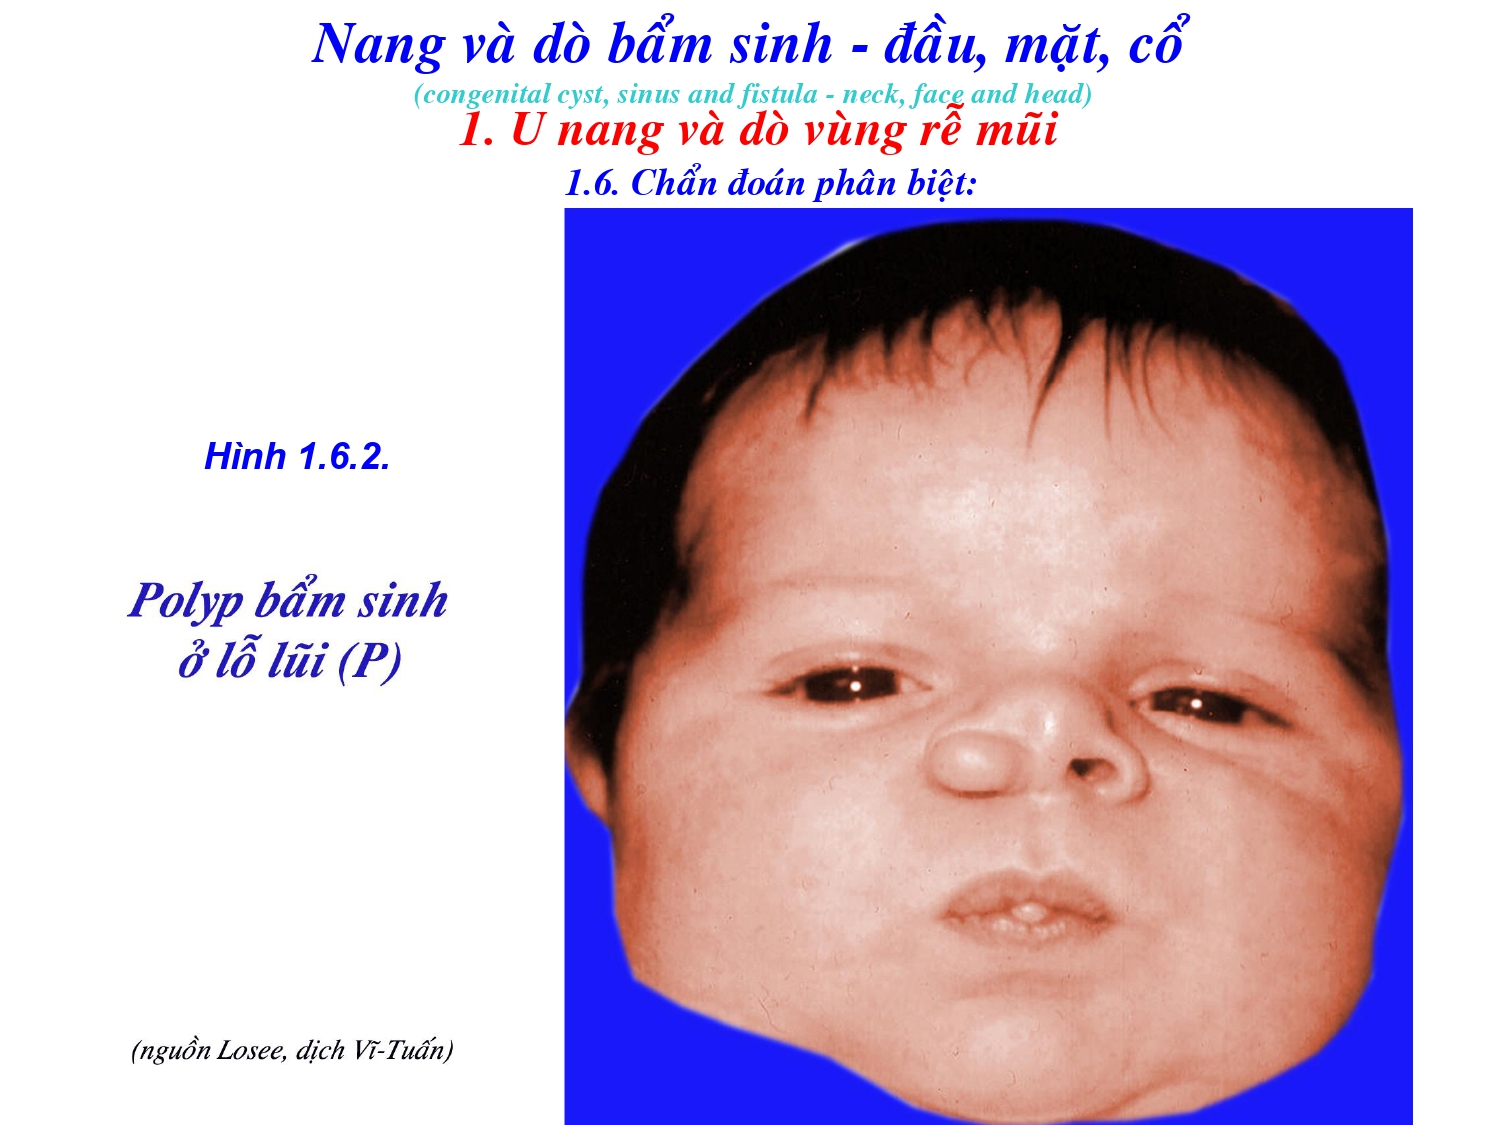 Nang và dò bẩm sinh - đầu, mặt, cổ
(congenital cyst, sinus and fistula - neck, face and head)
1. U nang và dò vùng rễ mũi
1.6. Chẩn đoán phân biệt:
Hình 1.6.2.
Polyp bẩm sinh
ở lỗ lũi (P)
(nguồn Losee, dịch Vĩ-Tuấn)